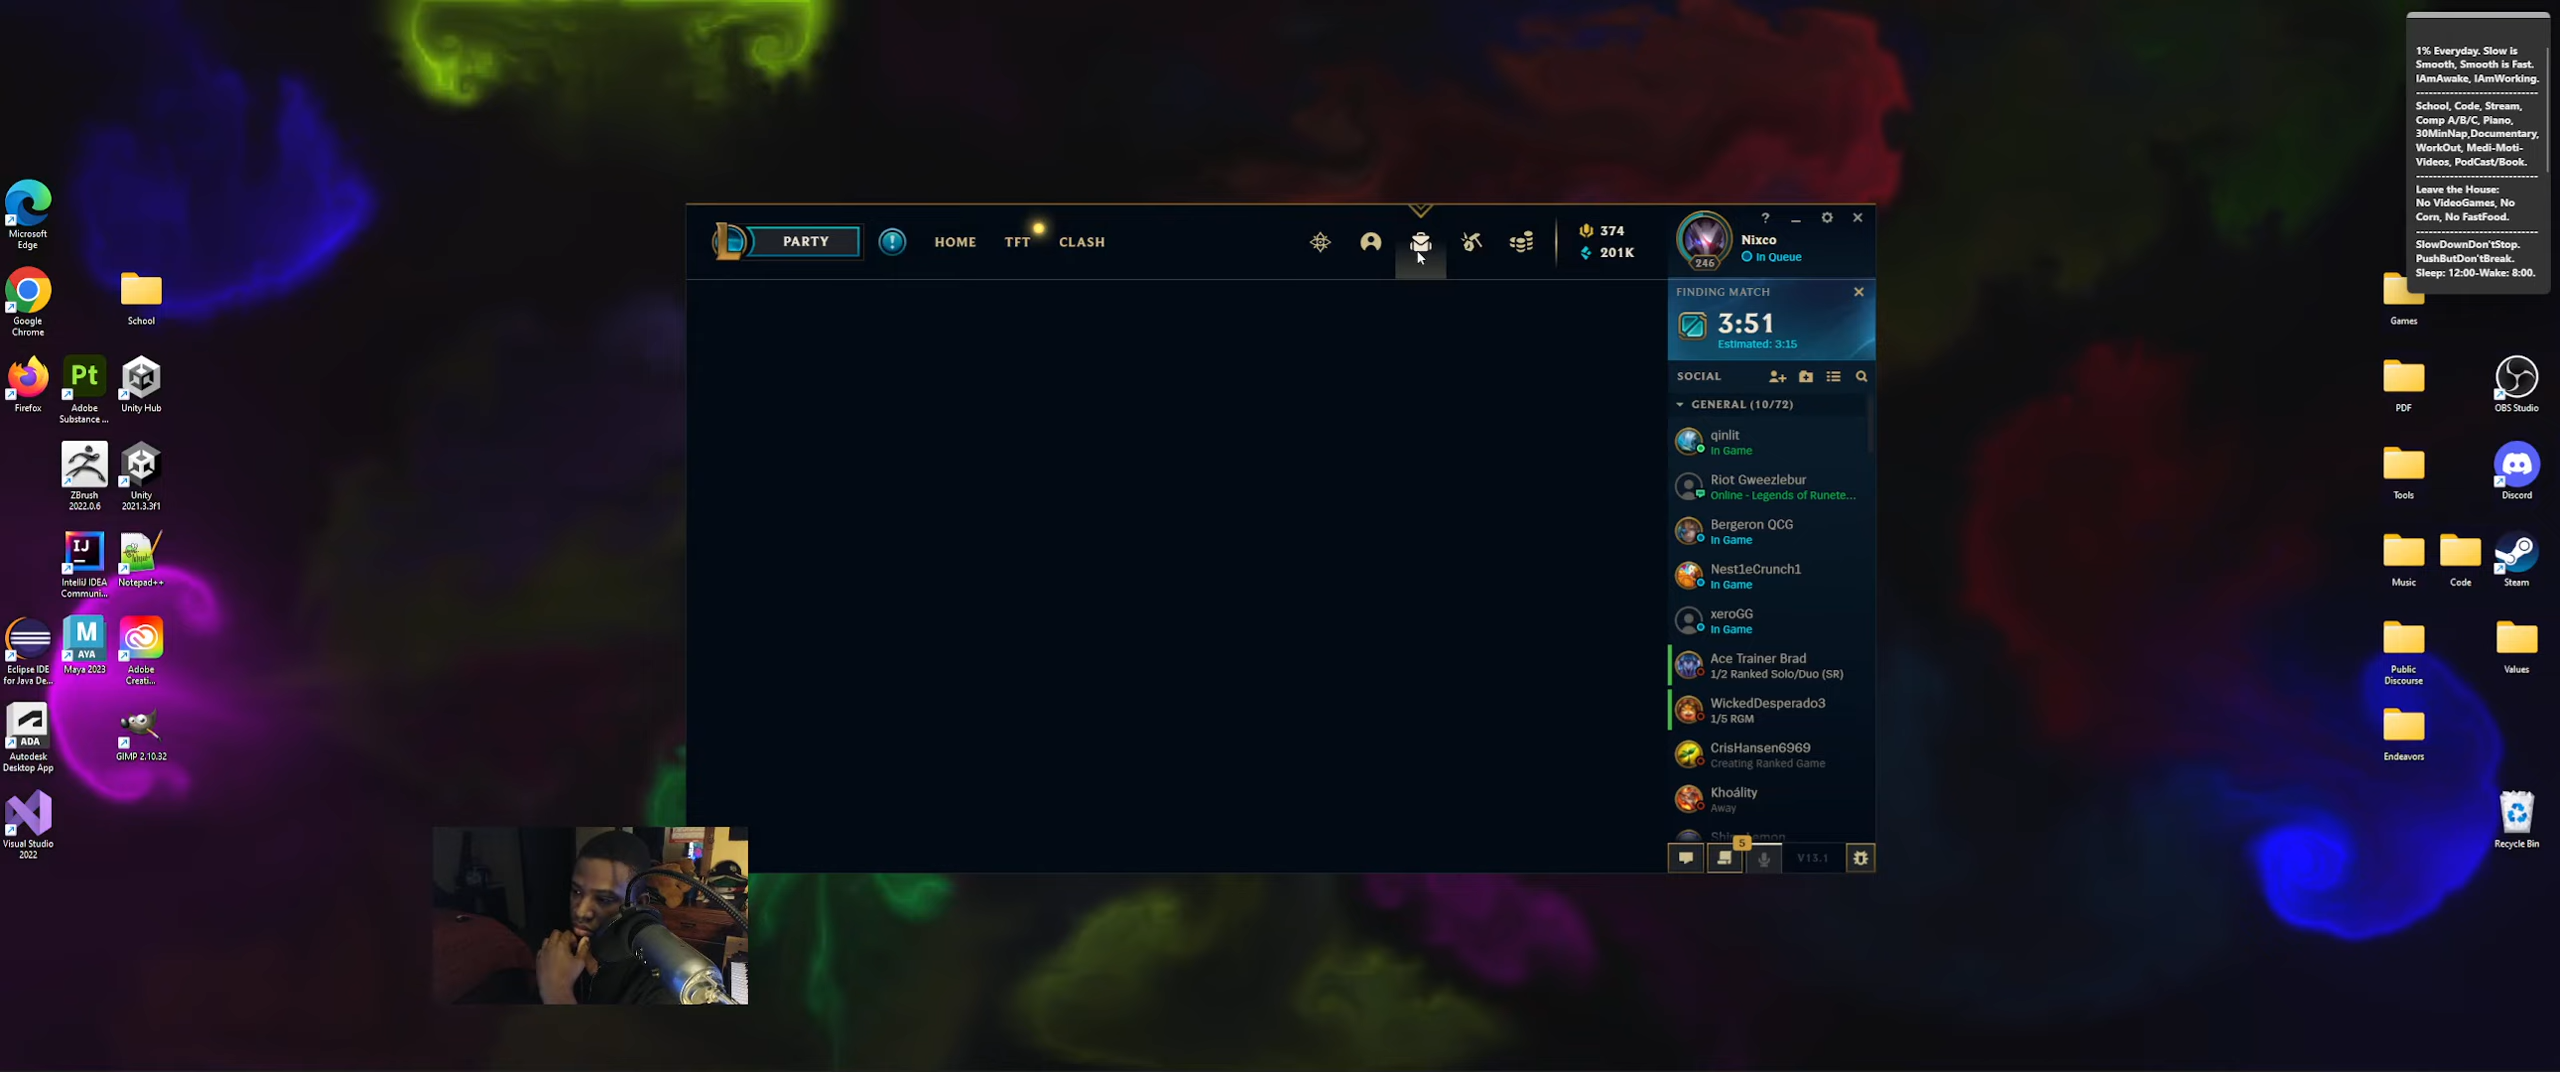 Microsoft
Edge
Google
Chrome
School
Firefox
Pt
Adobe
Substance ...
Unity Hub
ZBrush
2022.0.6
Unity
2021.3.3f1
IJ
IntelliJ IDEA
Communi...
Notepad++
Eclipse IDE
for Java De...
M
AYA
Maya 2023
Adobe
Creati...
ADA
Autodesk
Desktop App
GIMP 2.10.32
Visual Studio
2022
PARTY
HOME
TFT
CLASH
374
201K
246
Nixco
In Queue
FINDING MATCH
3:51
Estimated: 3:15
SOCIAL
GENERAL (10/72)
qinlit
In Game
Riot Gweezlebur
Online - Legends of Runete...
Bergeron QCG
In Game
Nest1eCrunch1
In Game
xeroGG
In Game
Ace Trainer Brad
1/2 Ranked Solo/Duo (SR)
WickedDesperado3
1/5 RGM
CrisHansen6969
Creating Ranked Game
Khoálity
Away
5
V13.1
1% Everyday. Slow is
Smooth, Smooth is Fast.
IAmAwake, IAmWorking.
------------------------------
School, Code, Stream,
Comp A/B/C, Piano,
30MinNap,Documentary,
WorkOut, Medi-Moti-
Videos, PodCast/Book.
------------------------------
Leave the House:
No VideoGames, No
Corn, No FastFood.
------------------------------
SlowDownDon'tStop.
PushButDon'tBreak.
Sleep: 12:00-Wake: 8:00.
Games
PDF
OBS Studio
Tools
Discord
Music
Code
Steam
Public
Discourse
Values
Endeavors
Recycle Bin